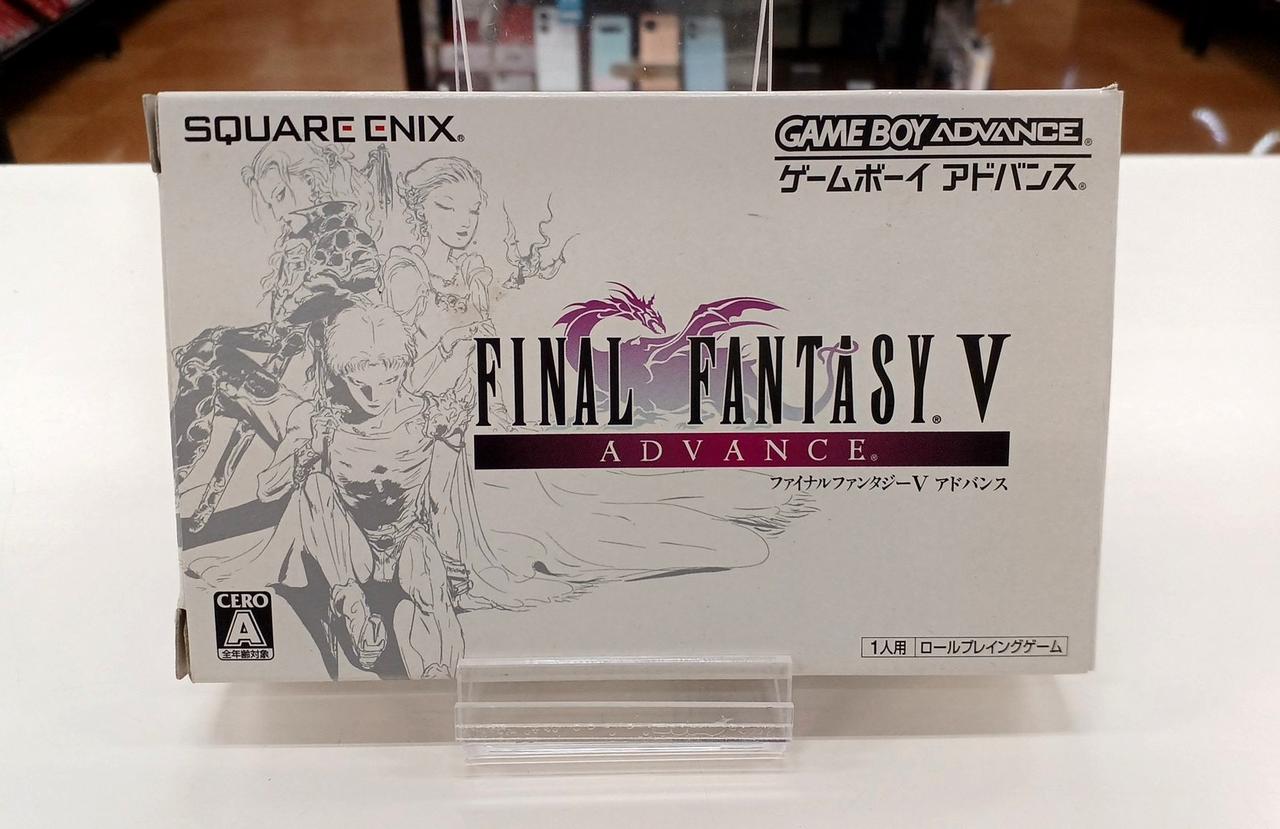 SQUARE ENIX®
GAME BOY ADVANCE®
ゲームボーイ アドバンス®
FINAL FANTASY® V
ADVANCE®
ファイナルファンタジーV アドバンス
CERO
A
全年齢対象
1人用 ロールプレイングゲーム